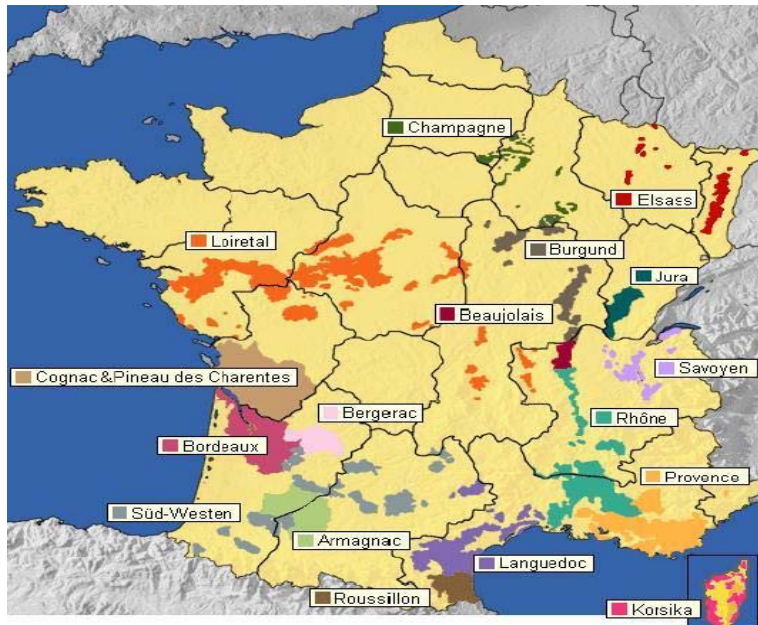 Champagne
Elsass
Loiretal
Burgund
Jura
Beaujolais
Savoyen
Cognac&Pineau des Charentes
Bergerac
Rhône
Bordeaux
Provence
Süd-Westen
Armagnac
Languedoc
Roussillon
Korsika